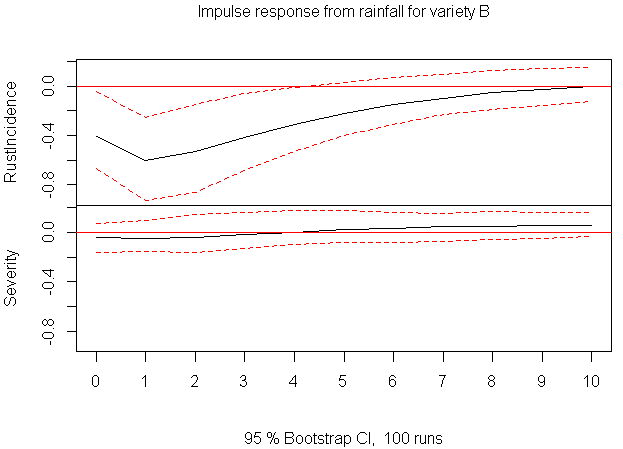 Impulse response from rainfall for variety B
RustIncidence
0.0
-0.4
-0.8
Severity
0.0
-0.4
-0.8
0 1 2 3 4 5 6 7 8 9 10
95 % Bootstrap CI, 100 runs